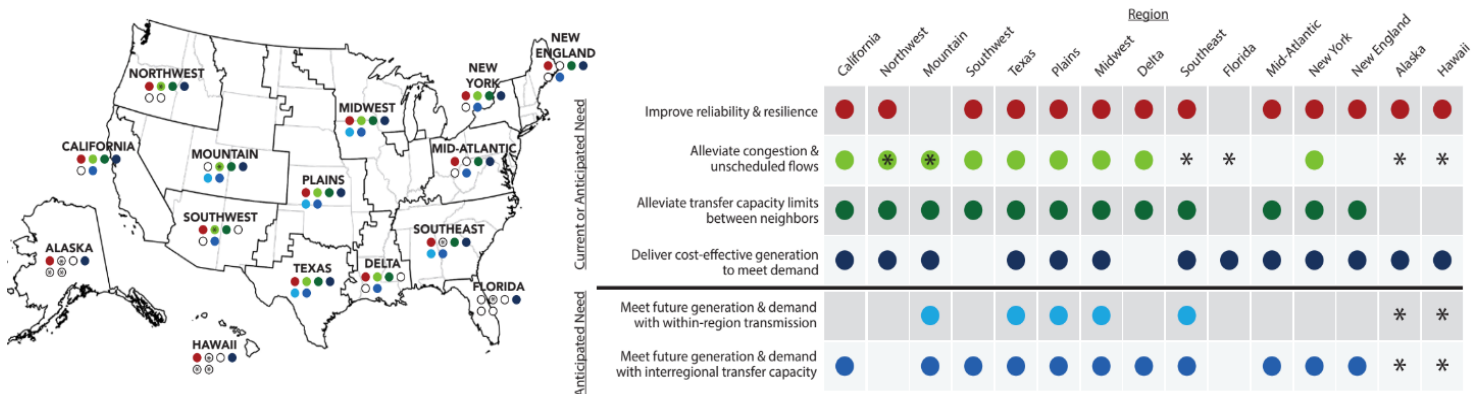 NEW
ENGLAND
NORTHWEST
NEW
YORK
MIDWEST
CALIFORNIA
MOUNTAIN
MID-ATLANTIC
PLAINS
SOUTHWEST
SOUTHEAST
ALASKA
TEXAS
DELTA
FLORIDA
HAWAII
Region
California
Northwest
Mountain
Southwest
Texas
Plains
Midwest
Delta
Southeast
Florida
Mid-Atlantic
New York
New England
Alaska
Hawaii
Current or Anticipated Need
Improve reliability & resilience
Alleviate congestion &
unscheduled flows
* * * * * *
Alleviate transfer capacity limits
between neighbors
Deliver cost-effective generation
to meet demand
Anticipated Need
Meet future generation & demand
with within-region transmission
* *
Meet future generation & demand
with interregional transfer capacity
* *